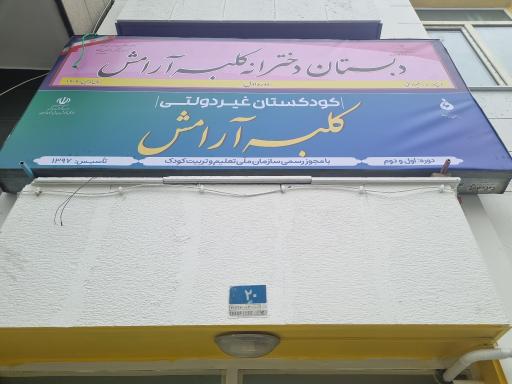 دبستان دخترانه کلبه آرامش
کودکستان غیردولتی
کلبه آرامش
دوره: اول و دوم
با مجوز رسمی سازمان ملی تعلیم و تربیت کودک
تأسیس: ۱۳۹۷
۲۰